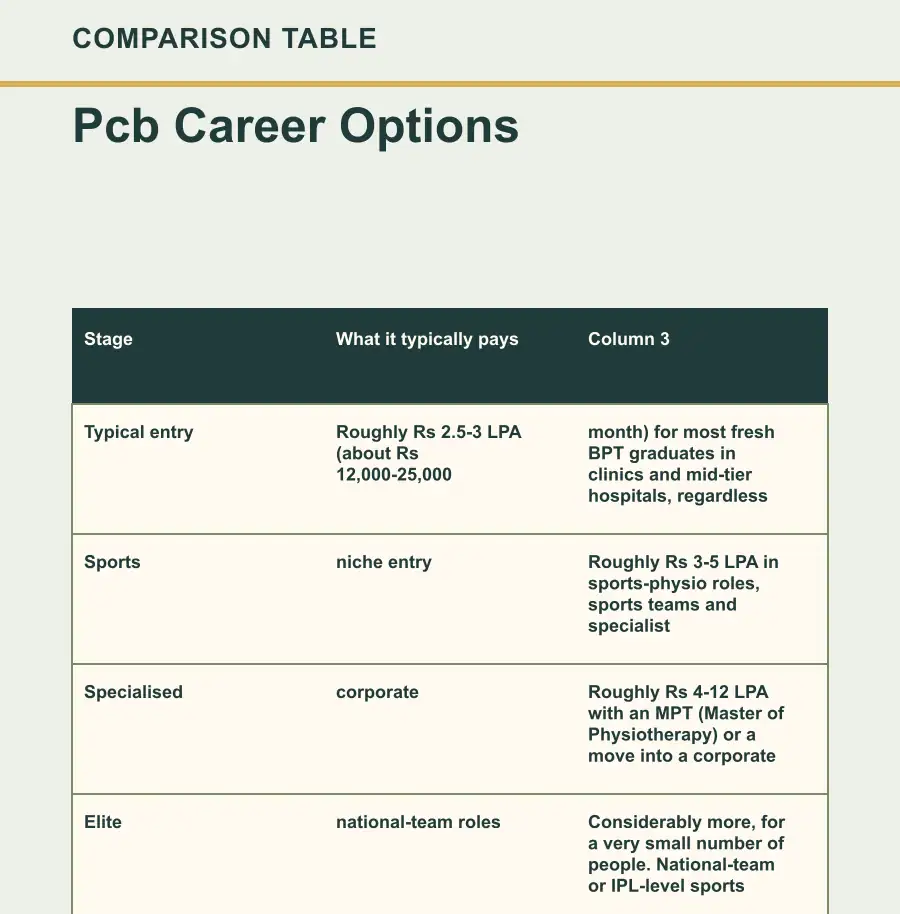 COMPARISON TABLE
Pcb Career Options
Stage
What it typically pays
Column 3
Typical entry
Roughly Rs 2.5-3 LPA
(about Rs
12,000-25,000
month) for most fresh
BPT graduates in
clinics and mid-tier
hospitals, regardless
Sports
niche entry
Roughly Rs 3-5 LPA in
sports-physio roles,
sports teams and
specialist
Specialised
corporate
Roughly Rs 4-12 LPA
with an MPT (Master of
Physiotherapy) or a
move into a corporate
Elite
national-team roles
Considerably more, for
a very small number of
people. National-team
or IPL-level sports